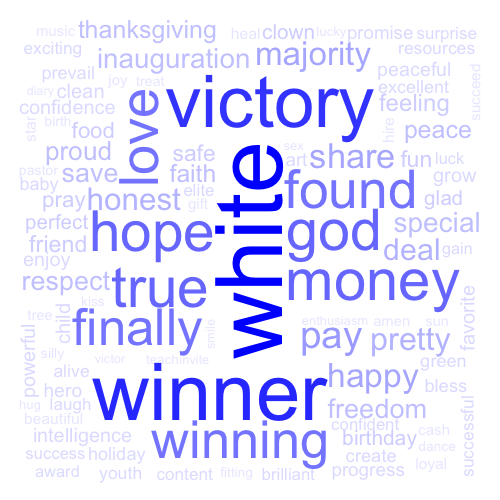 music
thanksgiving
heal
clown
lucky
promise
surprise
exciting
inauguration
majority
resources
prevail
joy
treat
peaceful
diary
clean
love
victory
excellent
succeed
confidence
feeling
star
birth
food
white
sex
hire
peace
proud
safe
art
share
fun
luck
pastor
save
faith
baby
elite
found
grow
pray
honest
gift
glad
perfect
hope
god
special
friend
deal
gain
enjoy
respect
true
money
kiss
tree
child
finally
smile
enthusiasm
amen
sun
favorite
powerful
silly
pay
pretty
victor
teach
invite
green
alive
winner
happy
bless
hero
hug
laugh
freedom
successful
beautiful
confident
intelligence
winning
birthday
cash
success
holiday
create
dance
award
youth
content
fitting
brilliant
progress
loyal